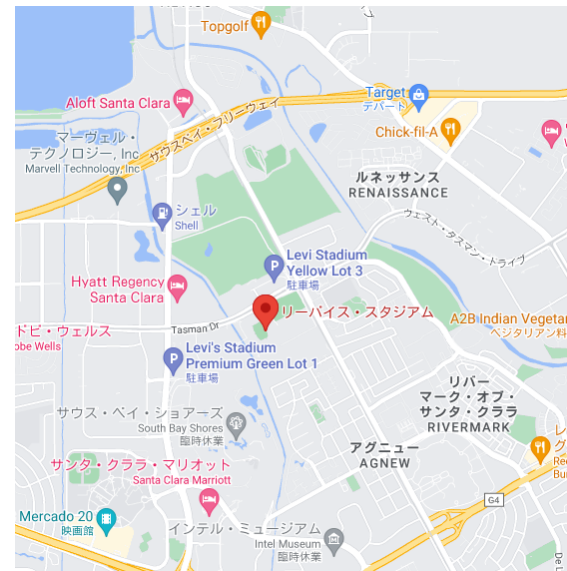 Topgolf
Aloft Santa Clara
サウスベイ・フリーウェイ
Target
デパート
Chick-fil-A
マーヴェル・
テクノロジー, Inc
Marvell Technology, Inc
ルネッサンス
RENAISSANCE
シェル
Shell
ウェスト・タスマン・ドライブ
Levi Stadium
Yellow Lot 3
駐車場
Hyatt Regency
Santa Clara
リーバイス・スタジアム
A2B Indian Vegetar
ベジタリアン料
ドビ・ウェルス
obe Wells
Tasman Dr
Levi's Stadium
Premium Green Lot 1
駐車場
リバー
マーク・オブ・
サンタ・クララ
RIVERMARK
サウス・ベイ・ショアーズ
South Bay Shores
臨時休業
アグニュー
AGNEW
サンタ・クララ・マリオット
Santa Clara Marriott
レ
グ
Rec
Bur
G4
Mercado 20
映画館
インテル・ミュージアム
Intel Museum
臨時休業
De L